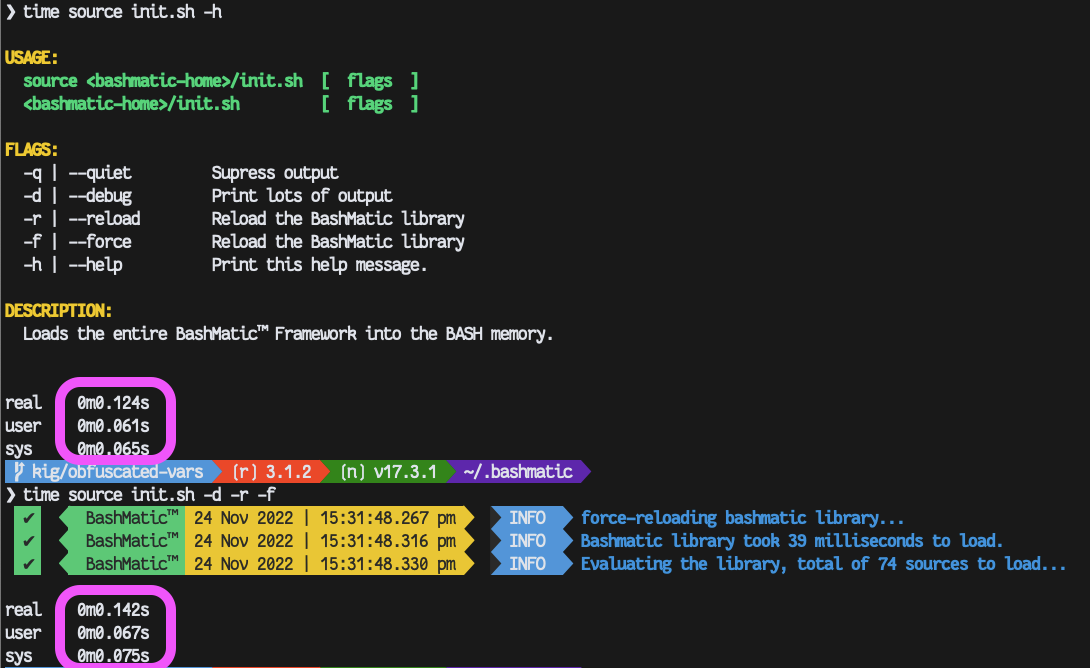 ❯ time source init.sh -h
USAGE:
source <bashmatic-home>/init.sh [ flags ]
<bashmatic-home>/init.sh [ flags ]
FLAGS:
-q | --quiet Supress output
-d | --debug Print lots of output
-r | --reload Reload the BashMatic library
-f | --force Reload the BashMatic library
-h | --help Print this help message.
DESCRIPTION:
Loads the entire BashMatic™ Framework into the BASH memory.
real 0m0.124s
user 0m0.061s
sys 0m0.065s
kig/obfuscated-vars (r) 3.1.2 (n) v17.3.1 ~/.bashmatic
❯ time source init.sh -d -r -f
✔ BashMatic™ 24 Nov 2022 | 15:31:48.267 pm INFO force-reloading bashmatic library...
✔ BashMatic™ 24 Nov 2022 | 15:31:48.316 pm INFO Bashmatic library took 39 milliseconds to load.
✔ BashMatic™ 24 Nov 2022 | 15:31:48.330 pm INFO Evaluating the library, total of 74 sources to load...
real 0m0.142s
user 0m0.067s
sys 0m0.075s